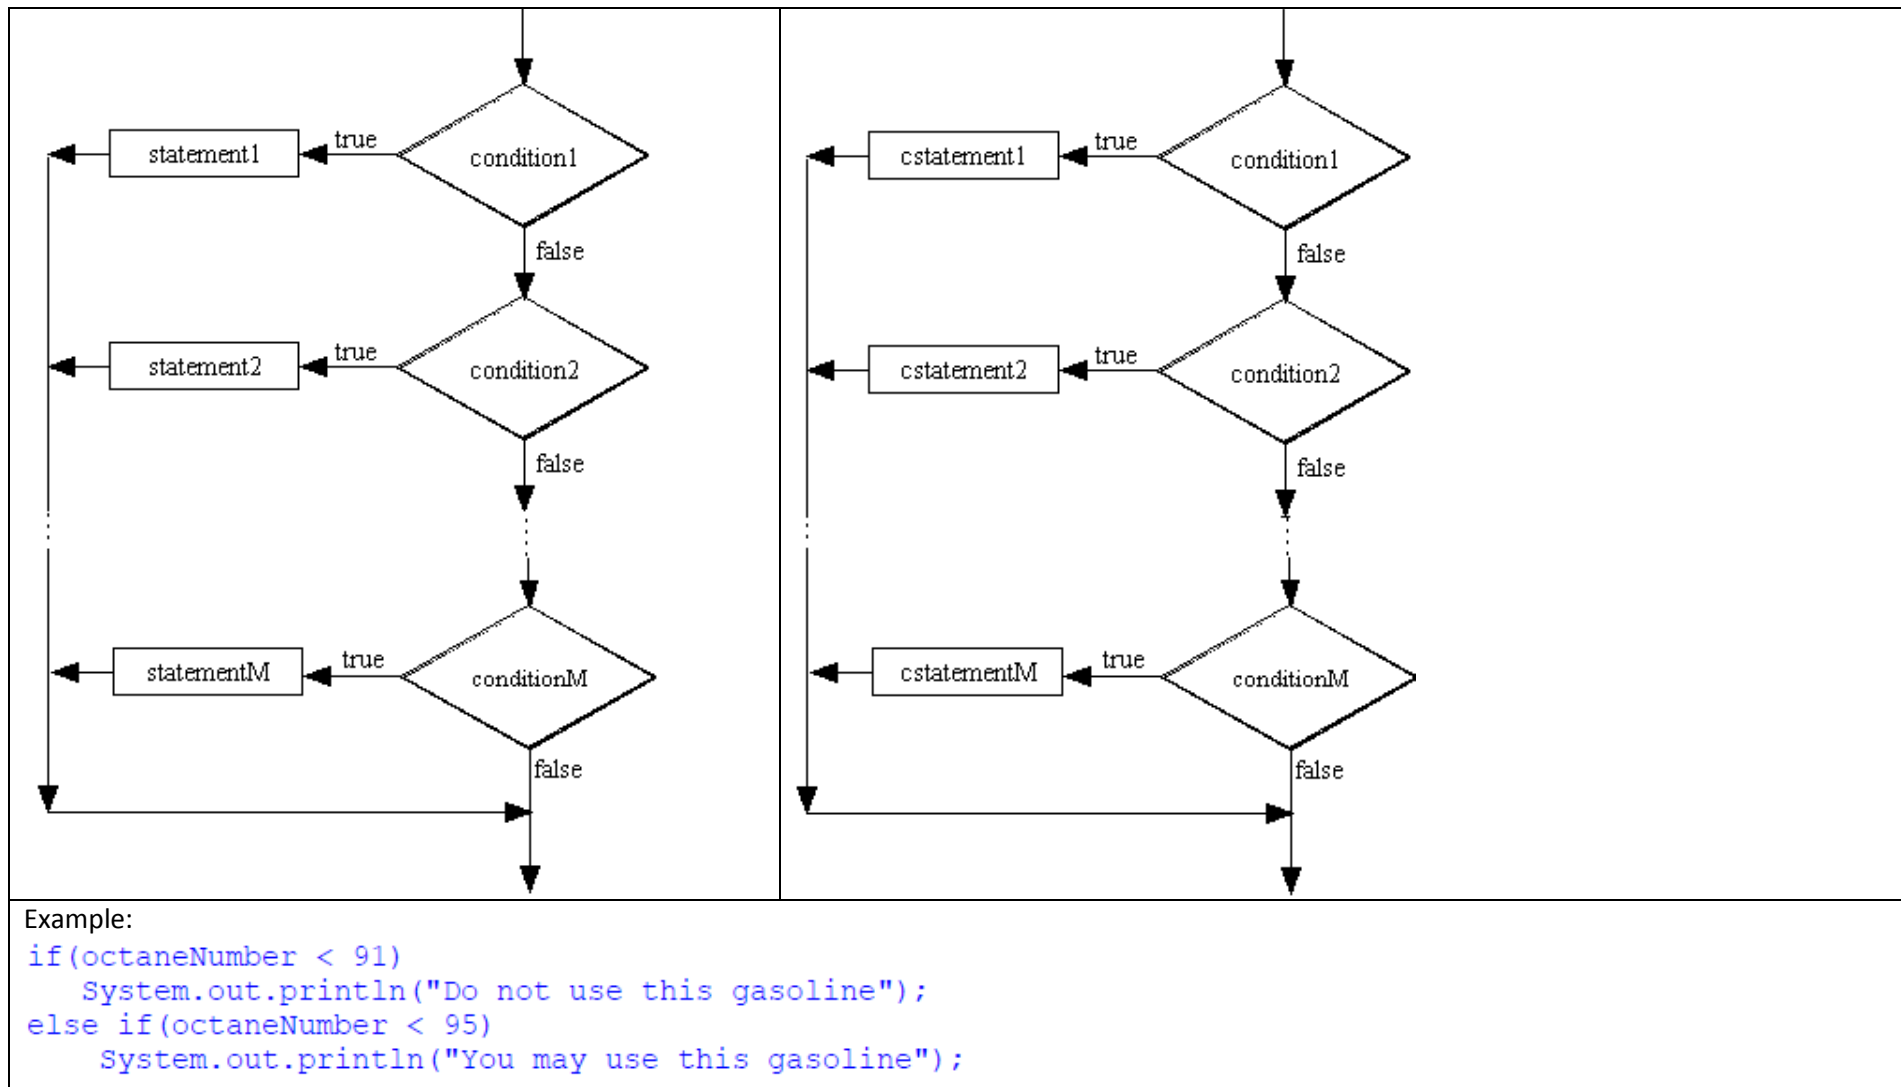 condition1
true
statement1
false
condition2
true
statement2
false
conditionM
true
statementM
false
condition1
true
cstatement1
false
condition2
true
cstatement2
false
conditionM
true
cstatementM
false
Example:
if(octaneNumber < 91)
   System.out.println("Do not use this gasoline");
else if(octaneNumber < 95)
    System.out.println("You may use this gasoline");